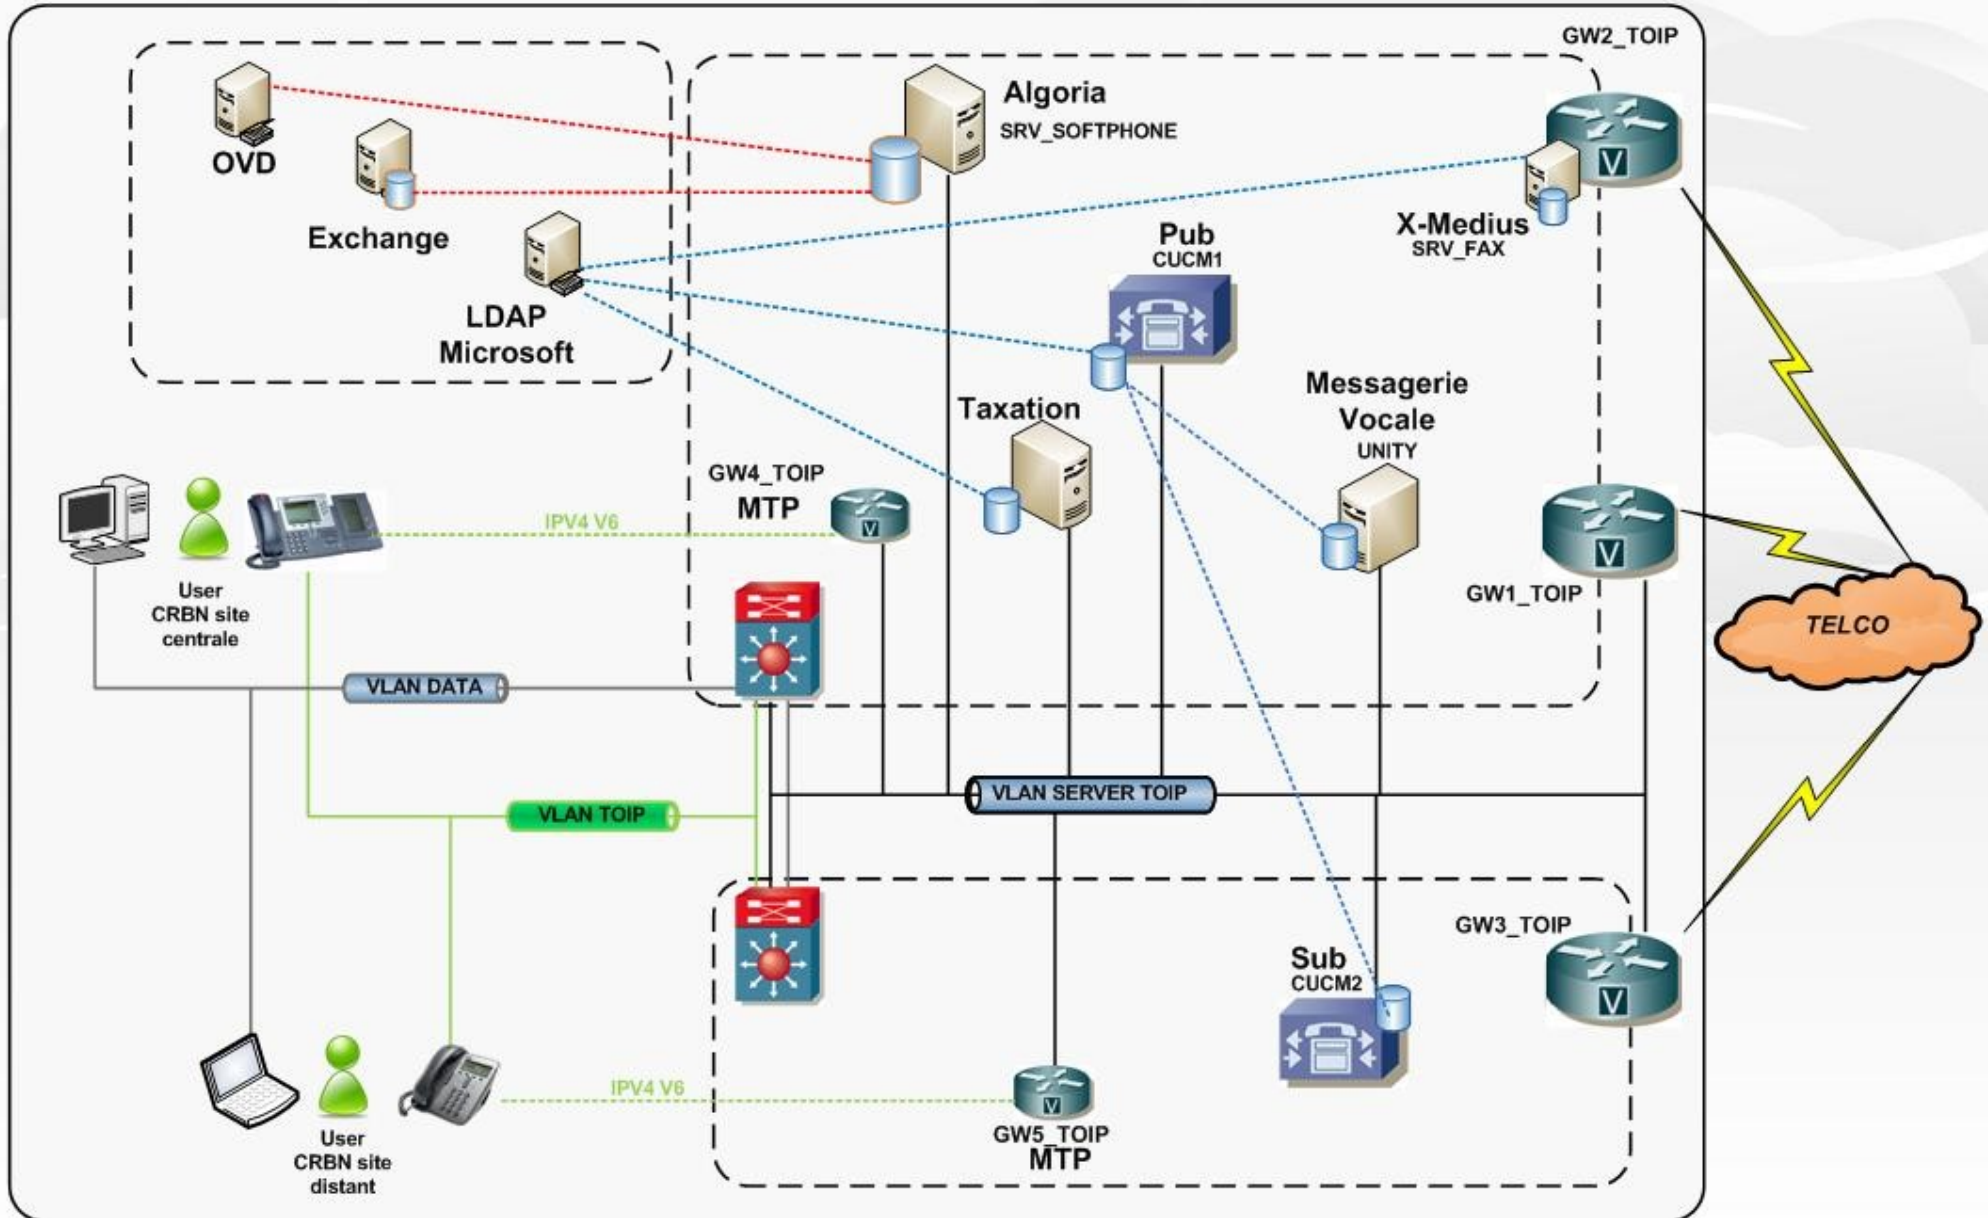 GW2_TOIP
OVD
Algoria
SRV_SOFTPHONE
Exchange
X-Medius
SRV_FAX
V
Pub
CUCM1
LDAP
Microsoft
Messagerie
Vocale
UNITY
Taxation
GW4_TOIP
MTP
V
IPV4 V6
User
CRBN site
centrale
V
GW1_TOIP
TELCO
VLAN DATA
VLAN SERVER TOIP
VLAN TOIP
GW3_TOIP
V
Sub
CUCM2
IPV4 V6
V
GW5_TOIP
MTP
User
CRBN site
distant